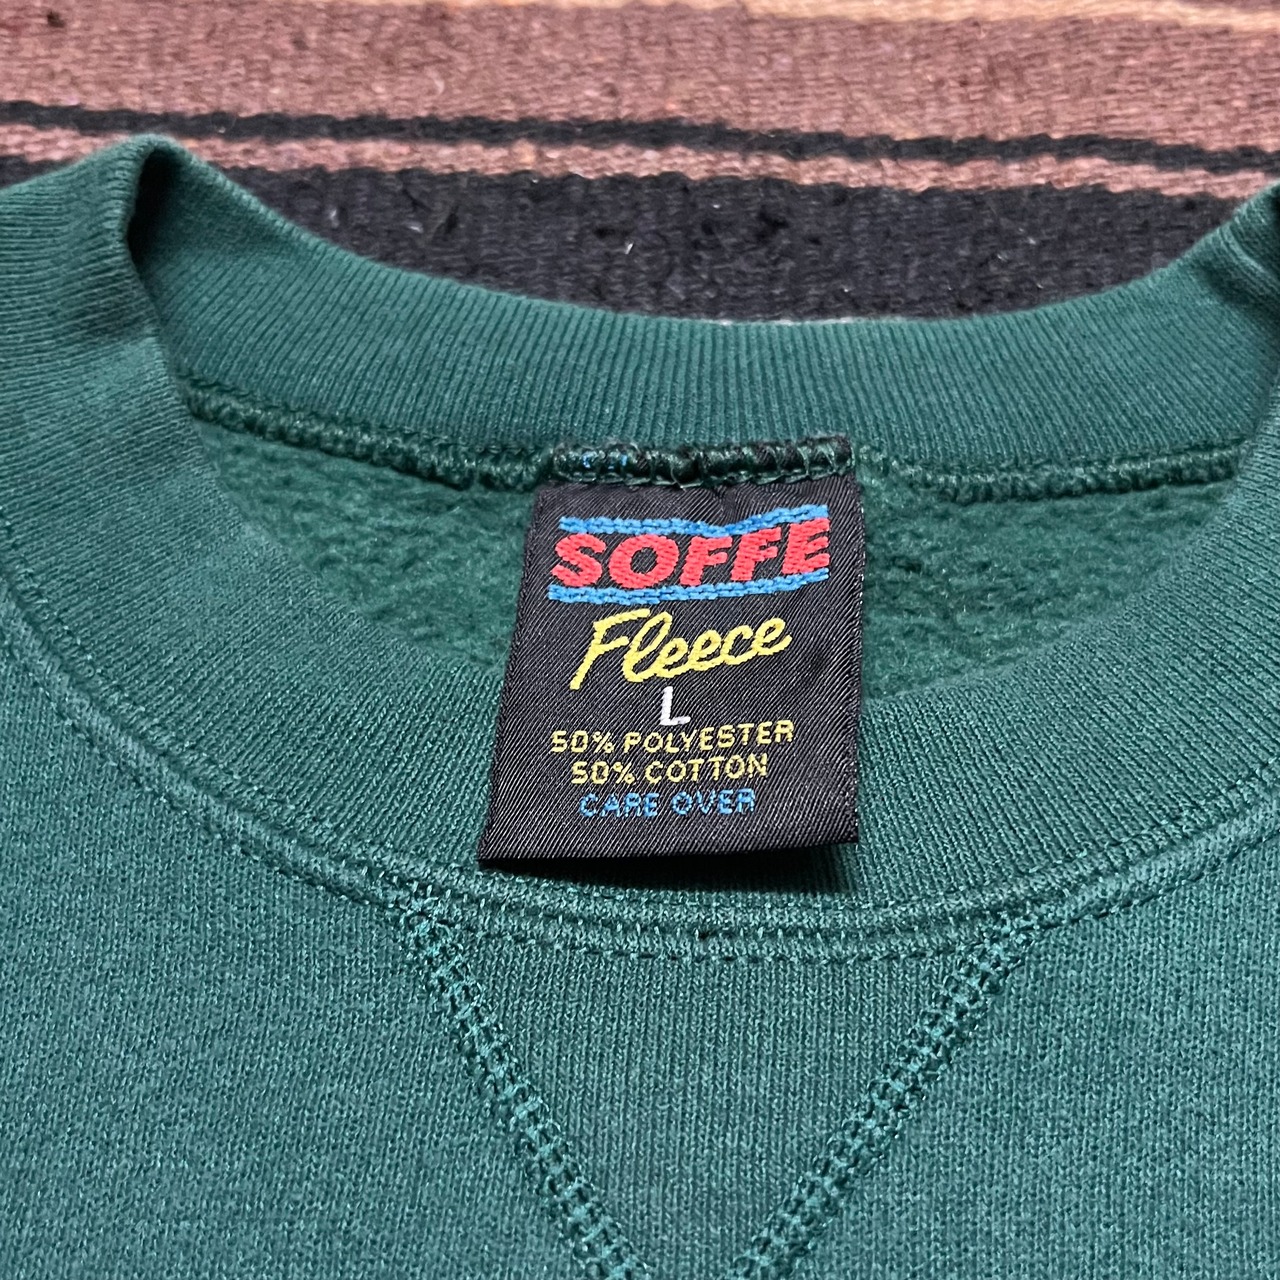 SOFFE
Fleece
L
50% POLYESTER
50% COTTON
CARE OVER